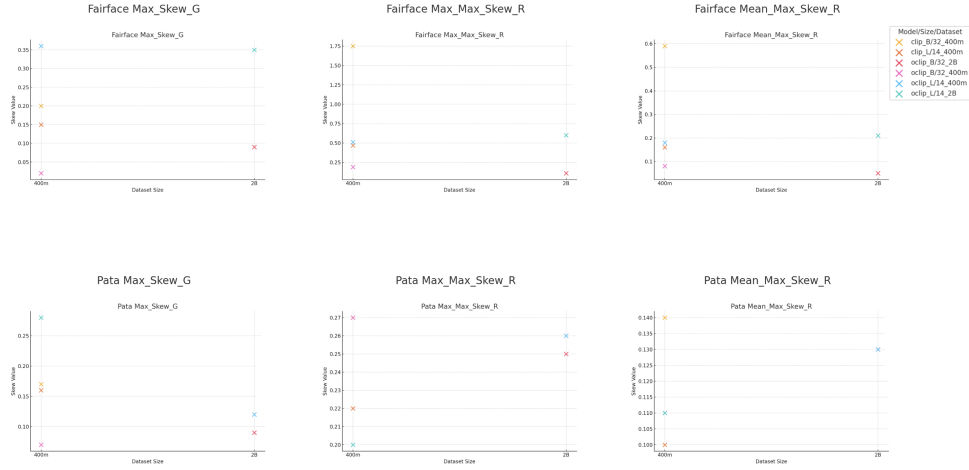 Fairface Max_Skew_G
Fairface Max_Max_Skew_R
Fairface Mean_Max_Skew_R
Fairface Max_Skew_G
0.35
0.30
0.25
0.20
0.15
0.10
0.05
Skew Value
400m
2B
Dataset Size
Fairface Max_Max_Skew_R
1.75
1.50
1.25
1.00
0.75
0.50
0.25
Skew Value
400m
2B
Dataset Size
Fairface Mean_Max_Skew_R
0.6
0.5
0.4
0.3
0.2
0.1
Skew Value
400m
2B
Dataset Size
Model/Size/Dataset
clip_B/32_400m
clip_L/14_400m
oclip_B/32_2B
oclip_B/32_400m
oclip_L/14_400m
oclip_L/14_2B
Pata Max_Skew_G
Pata Max_Max_Skew_R
Pata Mean_Max_Skew_R
Pata Max_Skew_G
0.25
0.20
0.15
0.10
Skew Value
400m
2B
Dataset Size
Pata Max_Max_Skew_R
0.27
0.26
0.25
0.24
0.23
0.22
0.21
0.20
Skew Value
400m
2B
Dataset Size
Pata Mean_Max_Skew_R
0.140
0.135
0.130
0.125
0.120
0.115
0.110
0.105
0.100
Skew Value
400m
2B
Dataset Size